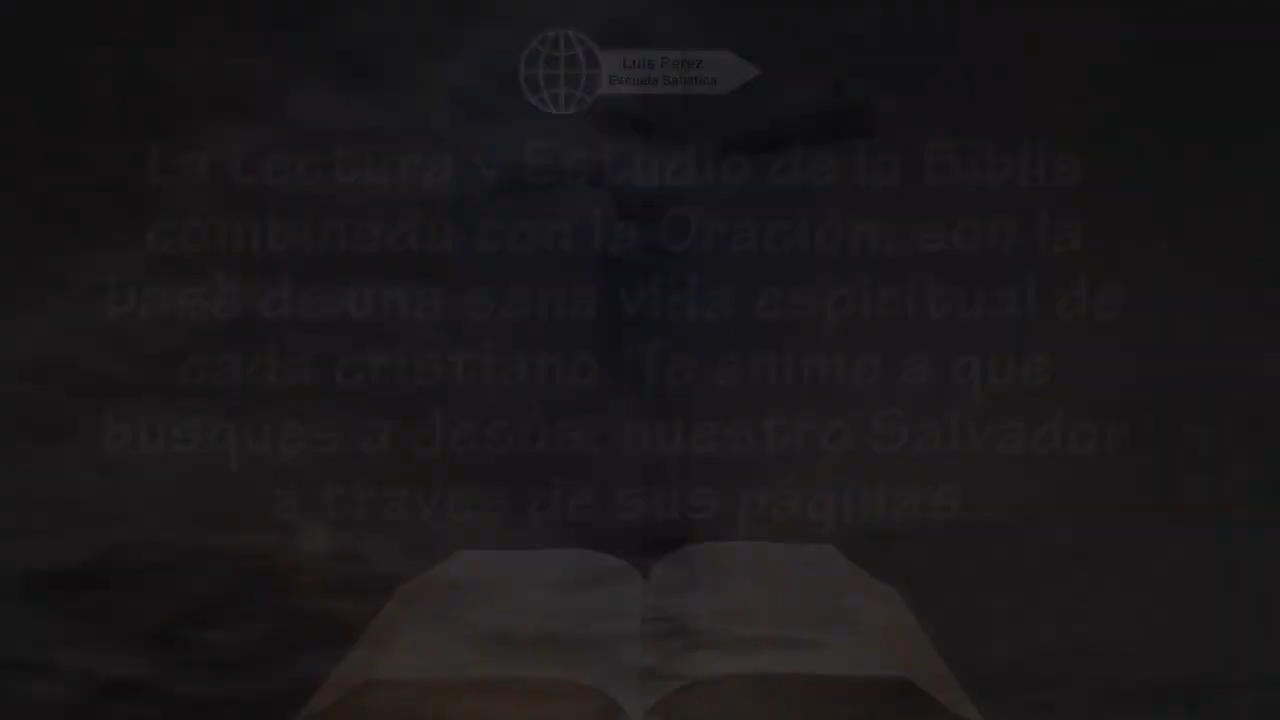 Luis Perez
Escuela Sabatica
La Lectura y Estudio de la Biblia
combinada con la Oración, son la
base de una sana vida espiritual de
cada cristiano. Te animo a que
busques a Jesús, nuestro Salvador
a traves de sus páginas